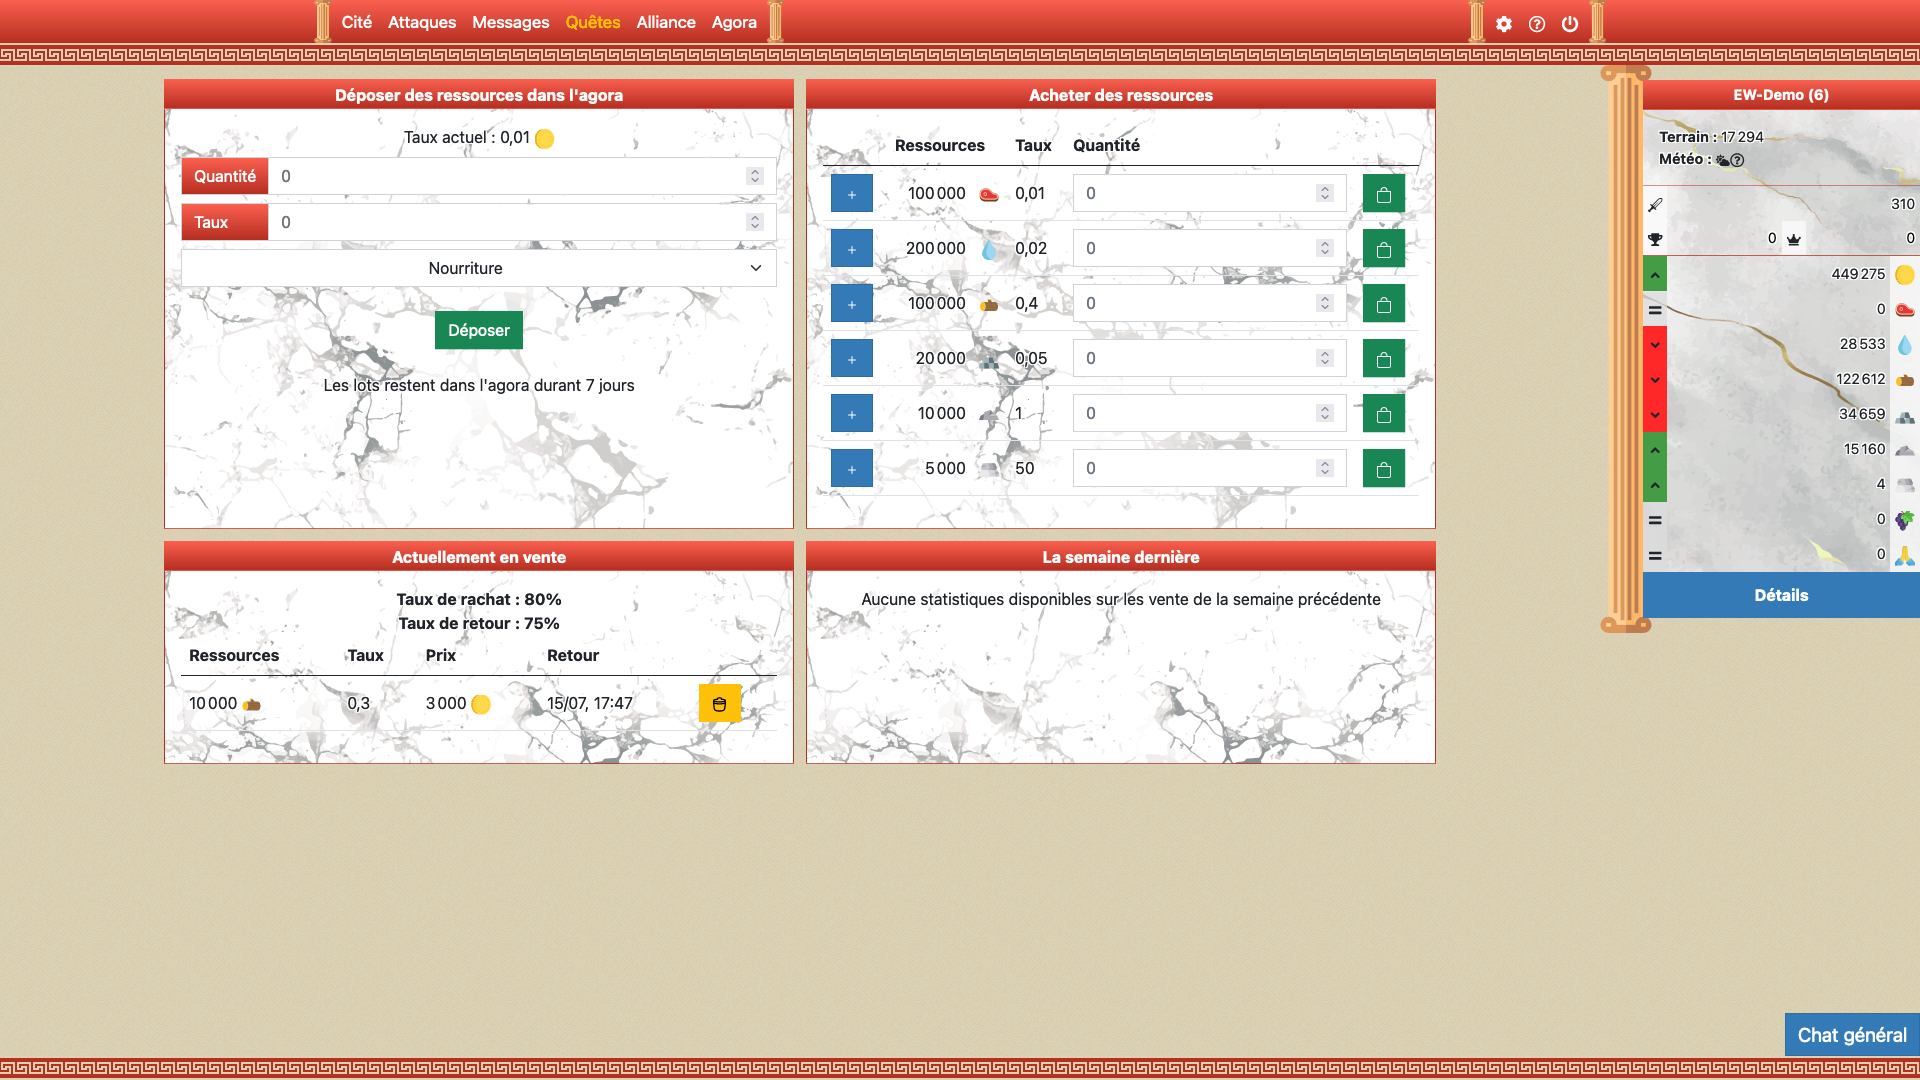 Cité Attaques Messages Quêtes Alliance Agora
Déposer des ressources dans l'agora
Taux actuel : 0,01
Quantité 0
Taux 0
Nourriture
Déposer
Les lots restent dans l'agora durant 7 jours
Acheter des ressources
Ressources Taux Quantité
+ 100 000 0,01 0
+ 200 000 0,02 0
+ 100 000 0,4 0
+ 20 000 0,05 0
+ 10 000 1 0
+ 5 000 50 0
Actuellement en vente
Taux de rachat : 80%
Taux de retour : 75%
Ressources Taux Prix Retour
10 000 0,3 3 000 15/07, 17:47
La semaine dernière
Aucune statistiques disponibles sur les vente de la semaine précédente
EW-Demo (6)
Terrain : 17 294
Météo :
310
0 0
449 275
0
28 533
122 612
34 659
15 160
4
0
0
Détails
Chat général